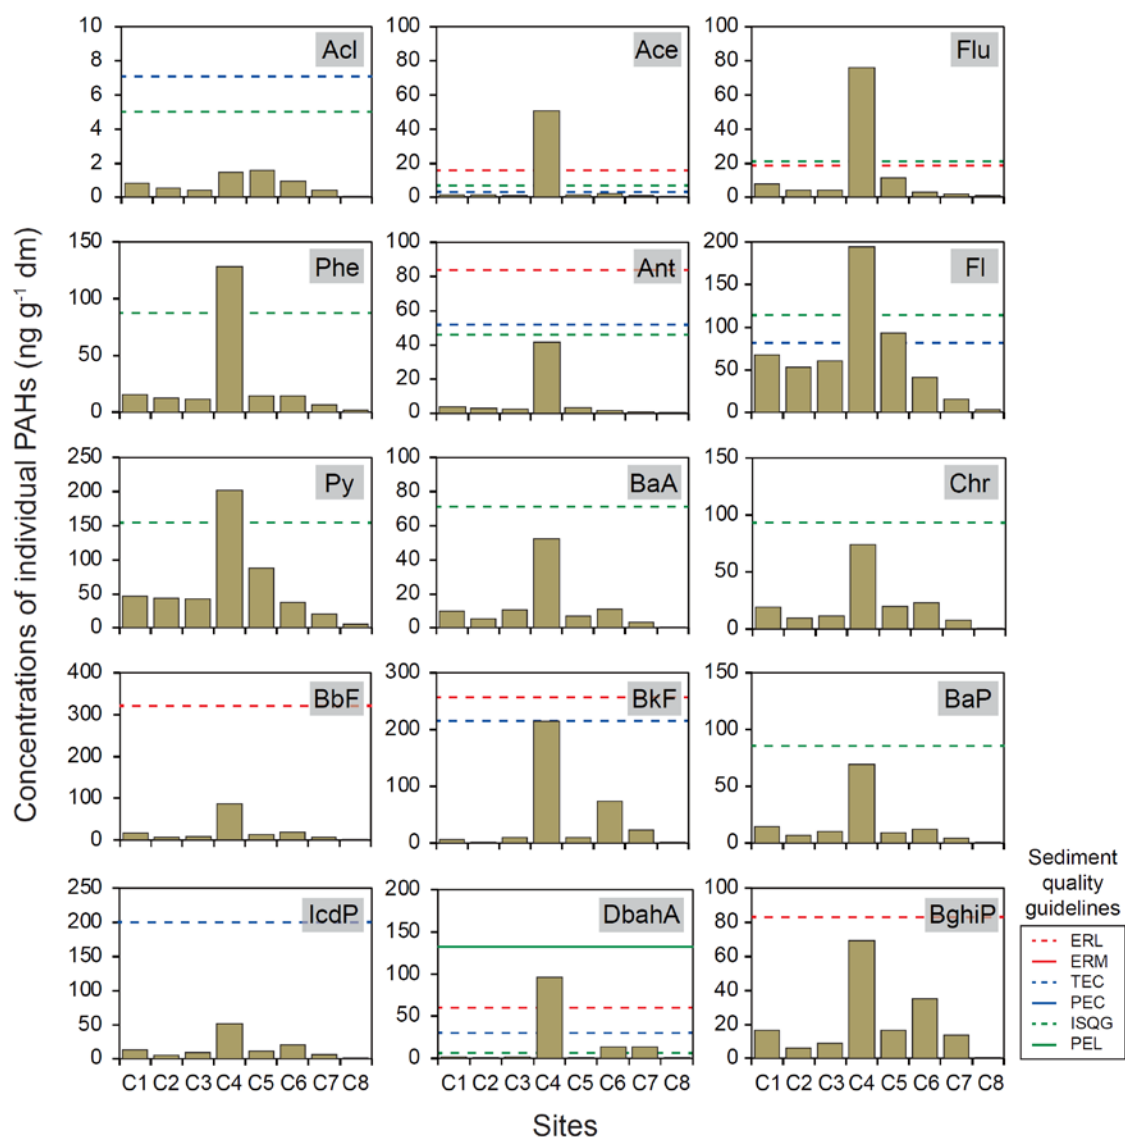 Concentrations of individual PAHs (ng g⁻¹ dm)
10
8
6
4
2
0
Acl
100
80
60
40
20
0
Ace
100
80
60
40
20
0
Flu
150
100
50
0
Phe
100
80
60
40
20
0
Ant
200
150
100
50
0
Fl
250
200
150
100
50
0
Py
100
80
60
40
20
0
BaA
150
100
50
0
Chr
400
300
200
100
0
BbF
300
200
100
0
BkF
150
100
50
0
BaP
250
200
150
100
50
0
IcdP
200
150
100
50
0
DbahA
100
80
60
40
20
0
BghiP
C1 C2 C3 C4 C5 C6 C7 C8
C1 C2 C3 C4 C5 C6 C7 C8
C1 C2 C3 C4 C5 C6 C7 C8
Sites
Sediment
quality
guidelines
ERL
ERM
TEC
PEC
ISQG
PEL